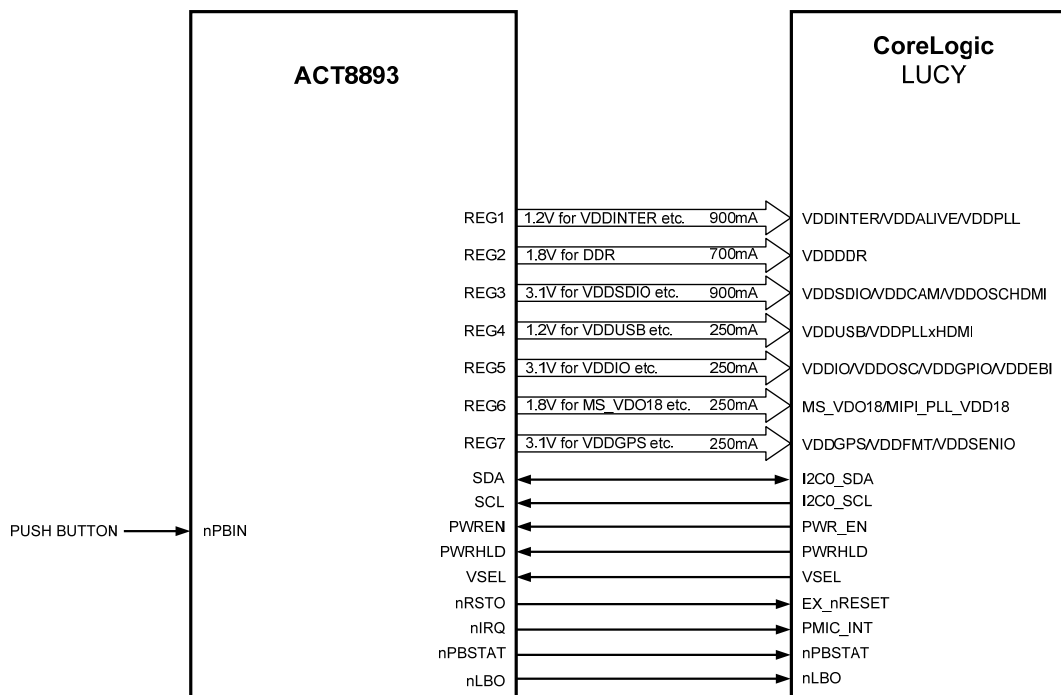 ACT8893
CoreLogic
LUCY
REG1 1.2V for VDDINTER etc. 900mA VDDINTER/VDDALIVE/VDDPLL
REG2 1.8V for DDR 700mA VDDDDR
REG3 3.1V for VDDSDIO etc. 900mA VDDSDIO/VDDCAM/VDDOSCHDMI
REG4 1.2V for VDDUSB etc. 250mA VDDUSB/VDDPLLxHDMI
REG5 3.1V for VDDIO etc. 250mA VDDIO/VDDOSC/VDDGPIO/VDDEBI
REG6 1.8V for MS_VDO18 etc. 250mA MS_VDO18/MIPI_PLL_VDD18
REG7 3.1V for VDDGPS etc. 250mA VDDGPS/VDDFMT/VDDSENIO
SDA I2C0_SDA
SCL I2C0_SCL
PUSH BUTTON nPBIN PWREN PWR_EN
PWRHLD PWRHLD
VSEL VSEL
nRSTO EX_nRESET
nIRQ PMIC_INT
nPBSTAT nPBSTAT
nLBO nLBO